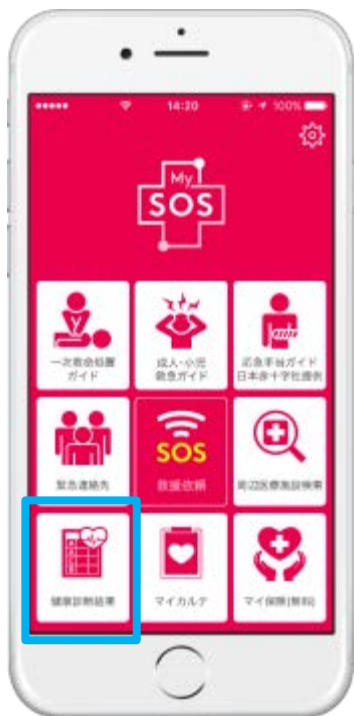 14:20
100%
My
SOS
一次救命処置
ガイド
成人・小児
救急ガイド
応急手当ガイド
日本赤十字社提供
緊急連絡先
SOS
救援依頼
周辺医療施設検索
健康診断結果
マイカルテ
マイ保険(無料)